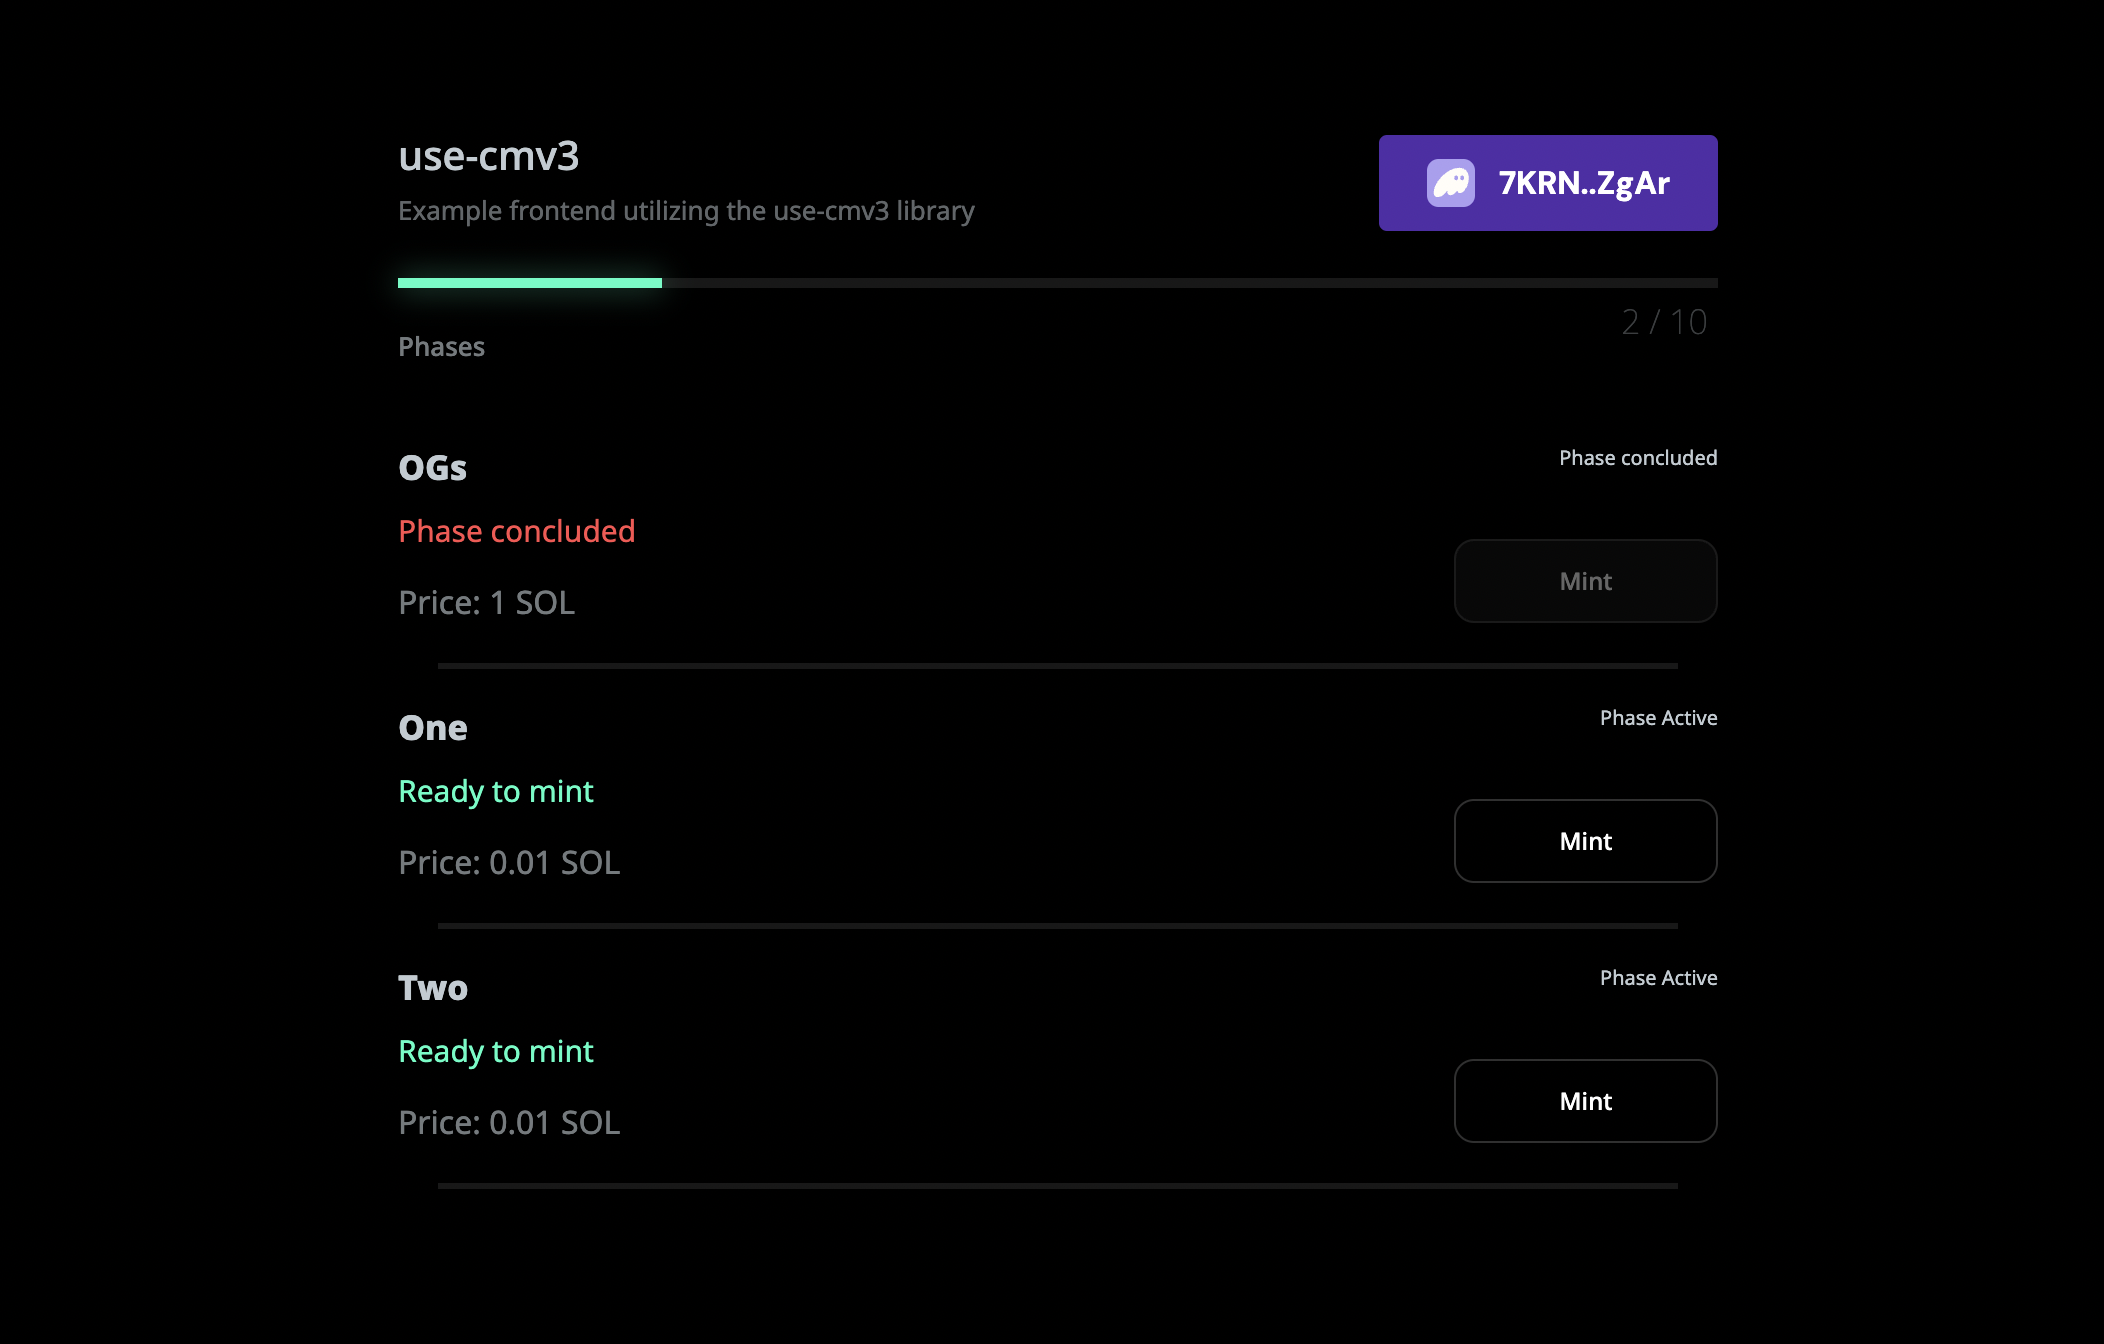 use-cmv3
Example frontend utilizing the use-cmv3 library
7KRN..ZgAr
2 / 10
Phases
OGs
Phase concluded
Phase concluded
Price: 1 SOL
Mint
One
Phase Active
Ready to mint
Price: 0.01 SOL
Mint
Two
Phase Active
Ready to mint
Price: 0.01 SOL
Mint